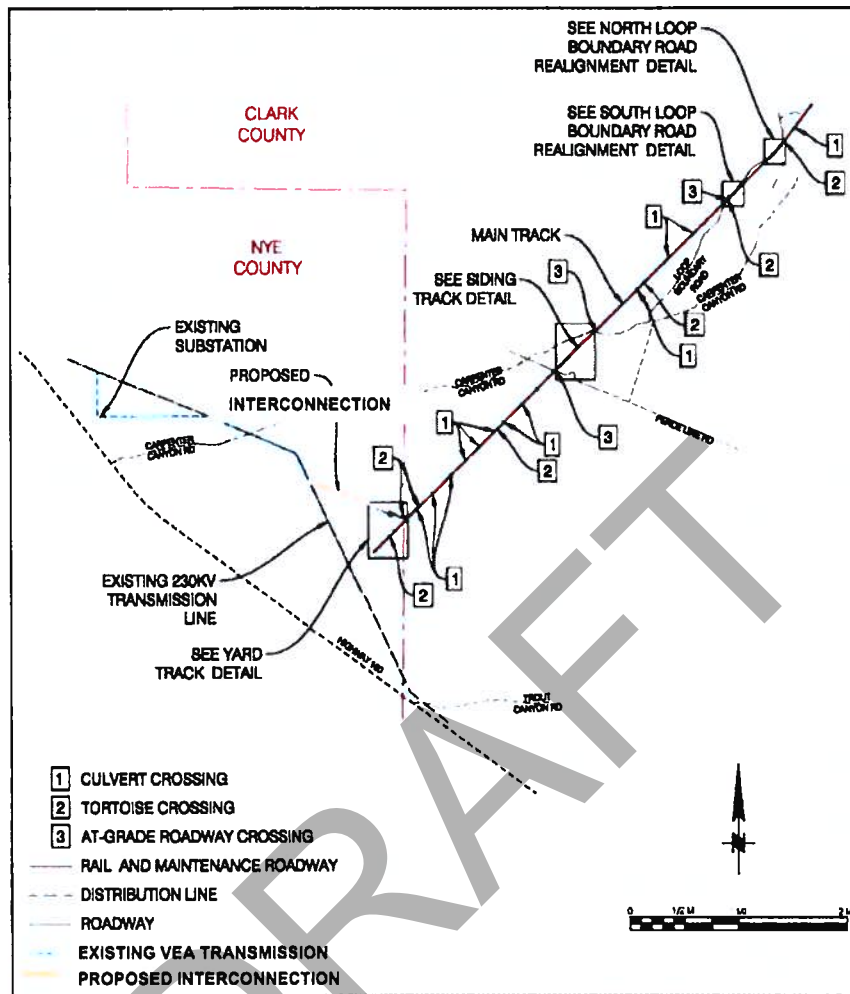 SEE NORTH LOOP
BOUNDARY ROAD
REALIGNMENT DETAIL
SEE SOUTH LOOP
BOUNDARY ROAD
REALIGNMENT DETAIL
CLARK
COUNTY
1
2
3
1
MAIN TRACK
2
NYE
COUNTY
3
SEE SIDING
TRACK DETAIL
LOOP
BOUNDARY
ROAD
CARPENTER
CANYON RD
2
1
EXISTING
SUBSTATION
PROPOSED
INTERCONNECTION
CARPENTER
CANYON RD
CARPENTER
CANYON RD
1
1
2
3
2
1
2
EXISTING 230KV
TRANSMISSION
LINE
SEE YARD
TRACK DETAIL
HIGHWAY
TROUT
CANYON RD
1 CULVERT CROSSING
2 TORTOISE CROSSING
3 AT-GRADE ROADWAY CROSSING
RAIL AND MAINTENANCE ROADWAY
DISTRIBUTION LINE
ROADWAY
EXISTING VEA TRANSMISSION
PROPOSED INTERCONNECTION
N
0 1/2 MI
DRAFT